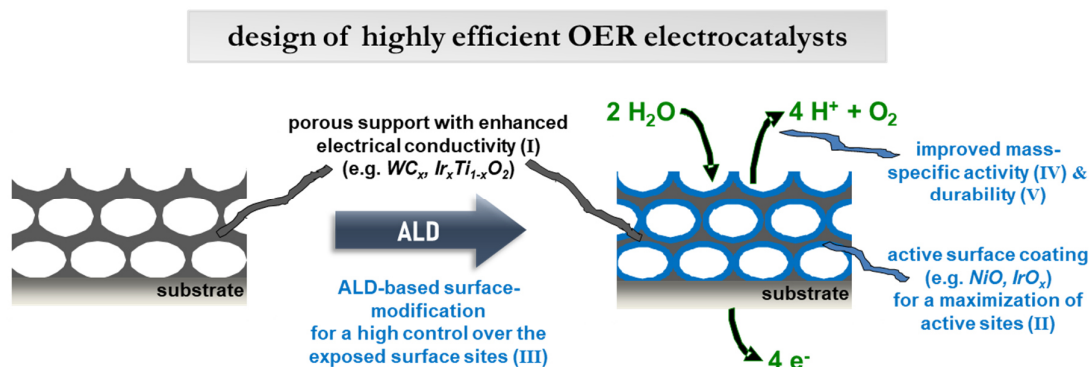 design of highly efficient OER electrocatalysts
porous support with enhanced
electrical conductivity (I)
(e.g. WCₓ, IrₓTi₁₋ₓO₂)
substrate
ALD
ALD-based surface-
modification
for a high control over the
exposed surface sites (III)
2 H₂O
4 H⁺ + O₂
improved mass-
specific activity (IV) &
durability (V)
active surface coating
(e.g. NiO, IrOₓ)
for a maximization of
active sites (II)
substrate
4 e⁻